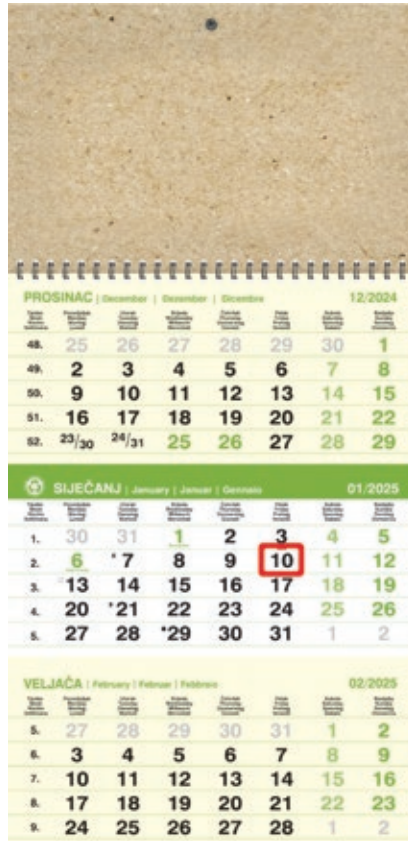 PROSINAC | December | Dezember | Dicembre 12/2024
48. 25 26 27 28 29 30 1
49. 2 3 4 5 6 7 8
50. 9 10 11 12 13 14 15
51. 16 17 18 19 20 21 22
52. 23/30 24/31 25 26 27 28 29
SIJEČANJ | January | Januar | Gennaio 01/2025
1. 30 31 1 2 3 4 5
2. 6 *7 8 9 10 11 12
3. 13 14 15 16 17 18 19
4. 20 *21 22 23 24 25 26
5. 27 28 *29 30 31 1 2
VELJAČA | February | Februar | Febbraio 02/2025
5. 27 28 29 30 31 1 2
6. 3 4 5 6 7 8 9
7. 10 11 12 13 14 15 16
8. 17 18 19 20 21 22 23
9. 24 25 26 27 28 1 2